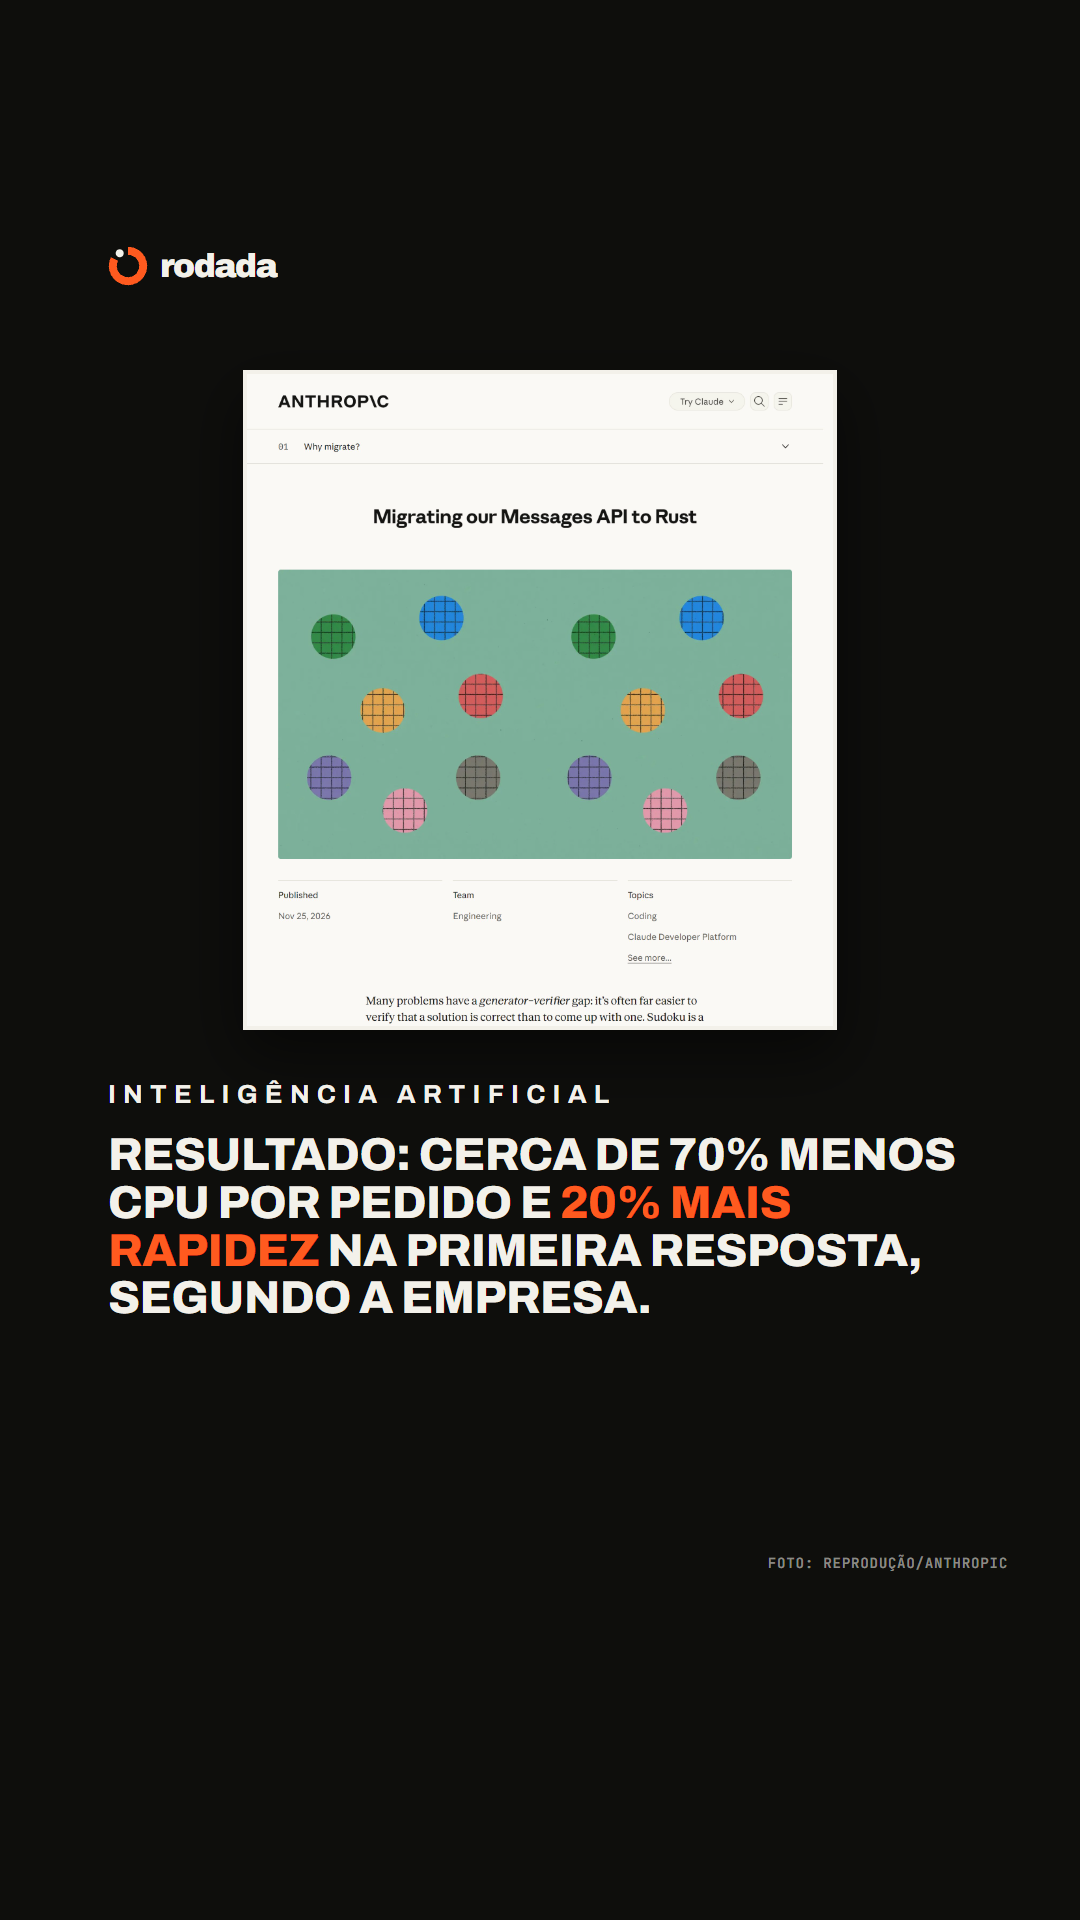 rodada
ANTHROP\C
Try Claude
01 Why migrate?
Migrating our Messages API to Rust
Published
Nov 25, 2026
Team
Engineering
Topics
Coding
Claude Developer Platform
See more...
Many problems have a generator-verifier gap: it's often far easier to
verify that a solution is correct than to come up with one. Sudoku is a
INTELIGÊNCIA ARTIFICIAL
RESULTADO: CERCA DE 70% MENOS
CPU POR PEDIDO E 20% MAIS
RAPIDEZ NA PRIMEIRA RESPOSTA,
SEGUNDO A EMPRESA.
FOTO: REPRODUÇÃO/ANTHROPIC